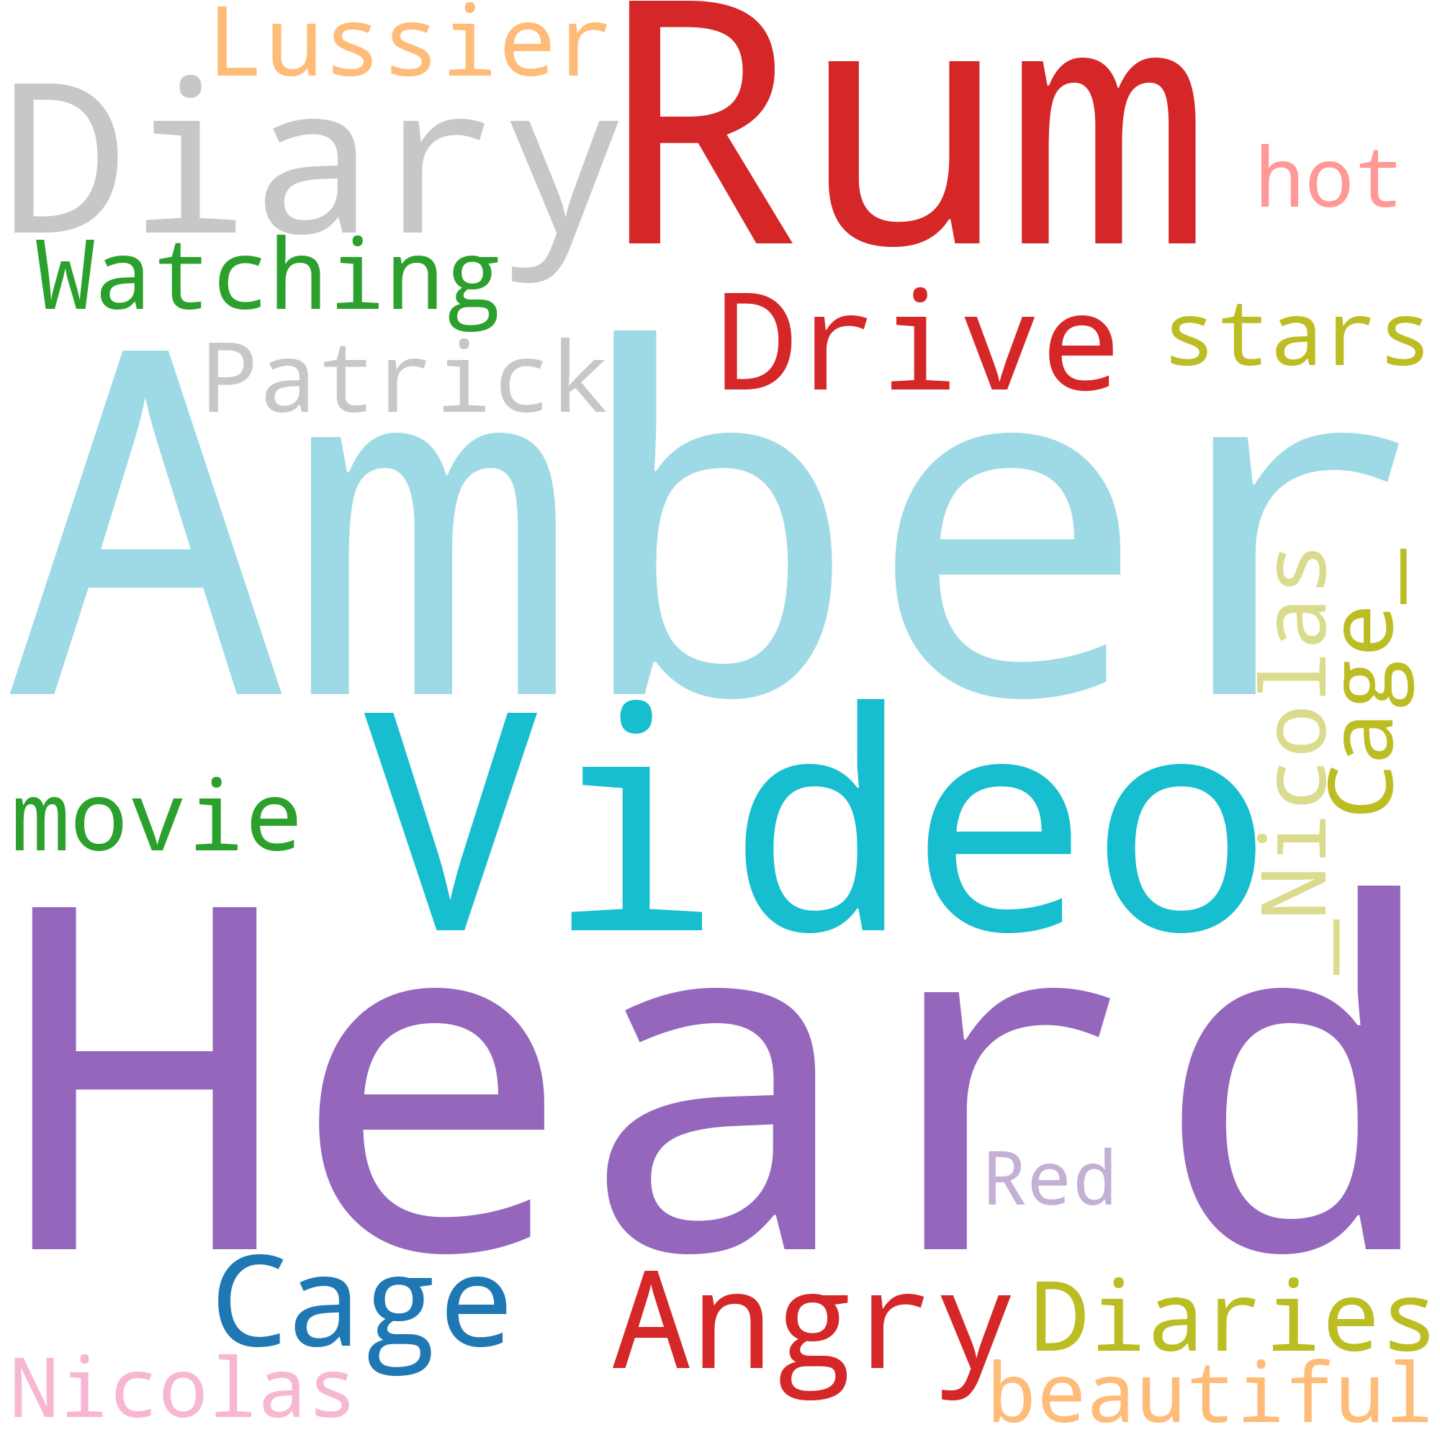 Lussier
Rum
Diary
hot
Watching
Drive
stars
Patrick
Amber
_Nicolas
Cage_
Video
movie
Heard
Red
Cage
Angry
Diaries
Nicolas
beautiful